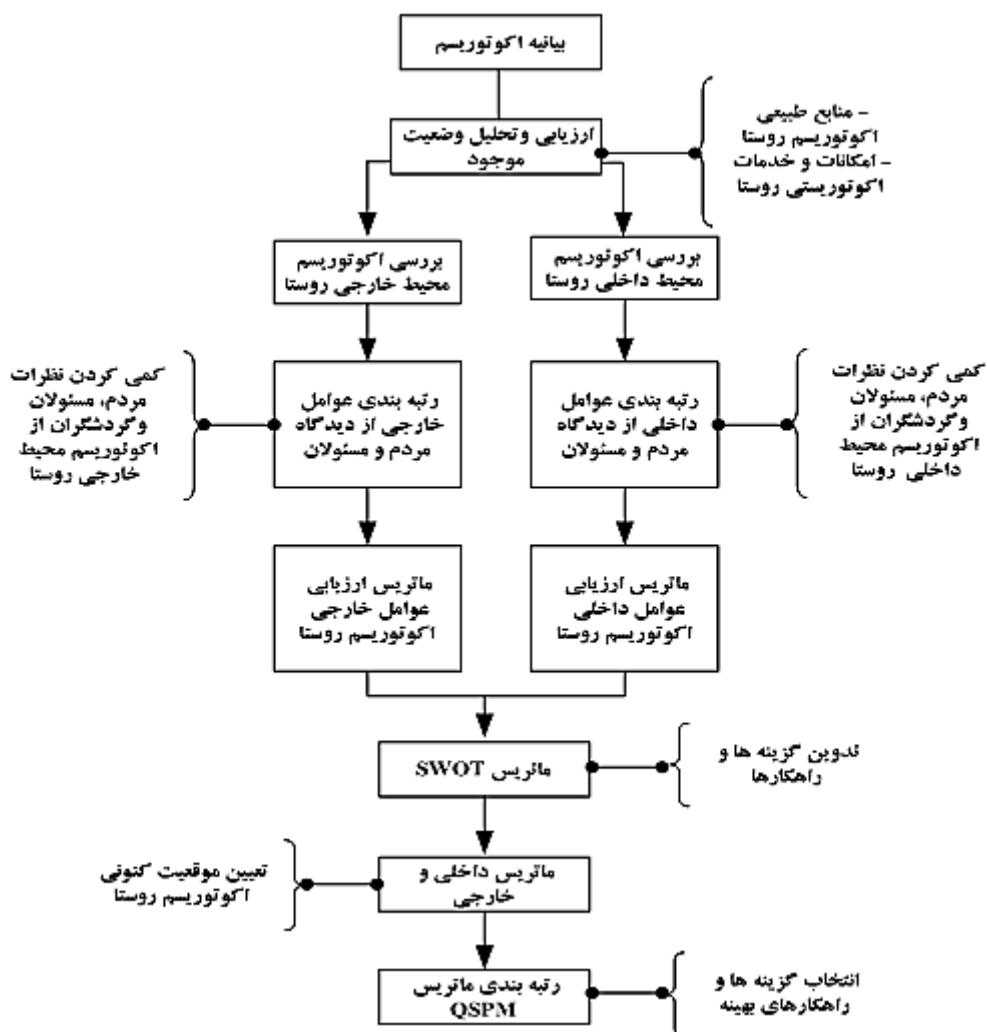 بیانیه اکوتوریسم
ارزیابی وتحلیل وضعیت
موجود
– منابع طبیعی
اکوتوریسم روستا
– امکانات و خدمات
اکوتوریستی روستا
بررسی اکوتوریسم
محیط داخلی روستا
بررسی اکوتوریسم
محیط خارجی روستا
کمی کردن نظرات
مردم، مسئولان
وگردشگران از
اکوتوریسم محیط
داخلی روستا
رتبه بندی عوامل
داخلی از دیدگاه
مردم و مسئولان
رتبه بندی عوامل
خارجی از دیدگاه
مردم و مسئولان
کمی کردن نظرات
مردم، مسئولان
وگردشگران از
اکوتوریسم محیط
خارجی روستا
ماتریس ارزیابی
عوامل داخلی
اکوتوریسم روستا
ماتریس ارزیابی
عوامل خارجی
اکوتوریسم روستا
ماتریس SWOT
تدوین گزینه ها و
راهکارها
ماتریس داخلی و
خارجی
تعیین موقعیت کنونی
اکوتوریسم روستا
رتبه بندی ماتریس
QSPM
انتخاب گزینه ها و
راهکارهای بهینه